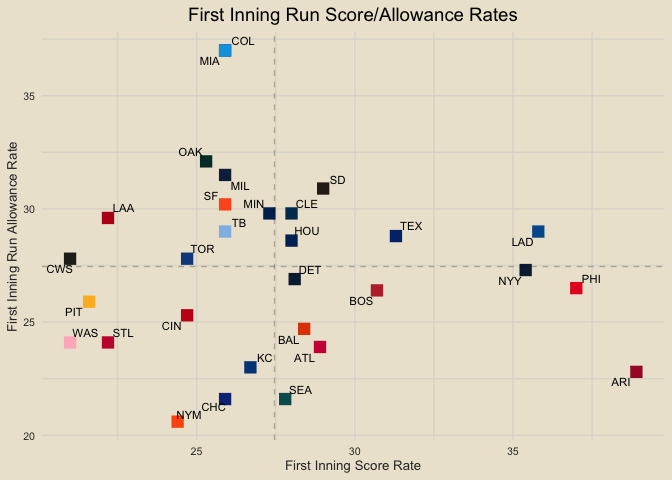 First Inning Run Score/Allowance Rates
COL
MIA
35
OAK
MIL
SD
SF
MIN
CLE
LAA
30
TB
TEX
HOU
LAD
TOR
CWS
DET
NYY
PHI
BOS
PIT
CIN
25
WAS
STL
BAL
ATL
KC
ARI
SEA
CHC
NYM
20
25
30
35
First Inning Score Rate
First Inning Run Allowance Rate